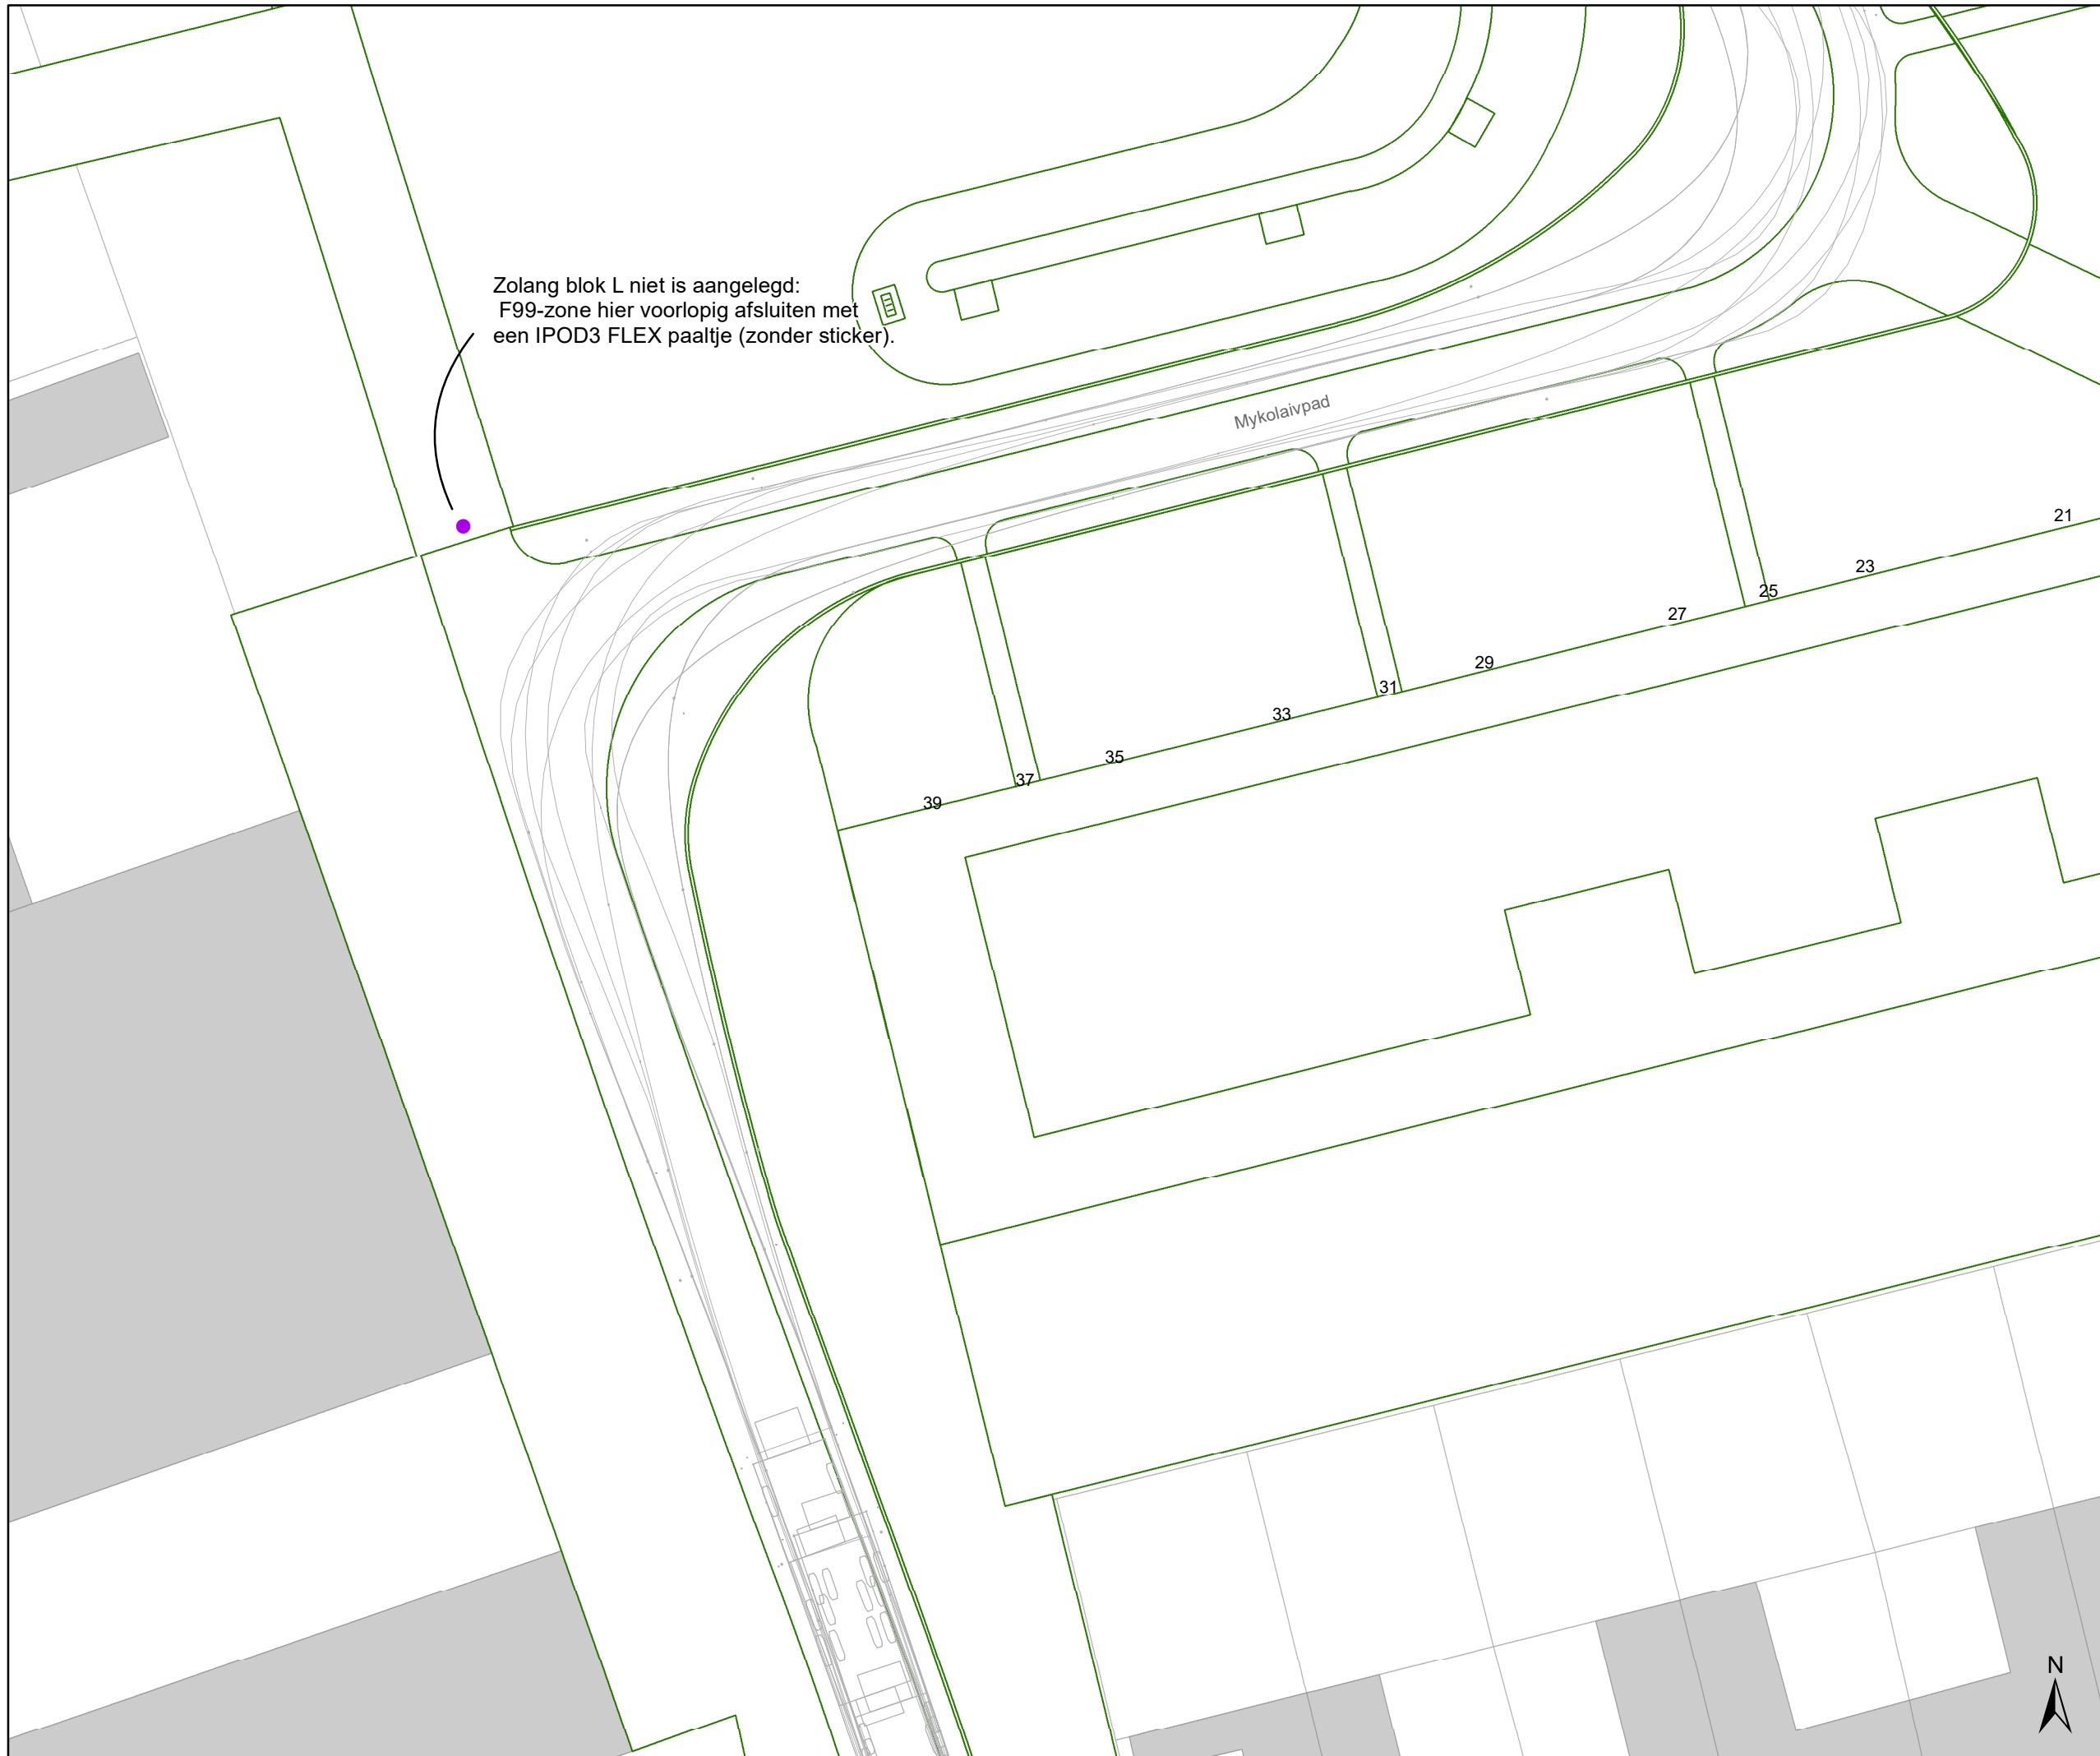 Zolang blok L niet is aangelegd:
F99-zone hier voorlopig afsluiten met
een IPOD3 FLEX paaltje (zonder sticker).
Mykolaivpad
21
23
25
27
29
31
33
35
37
39
N